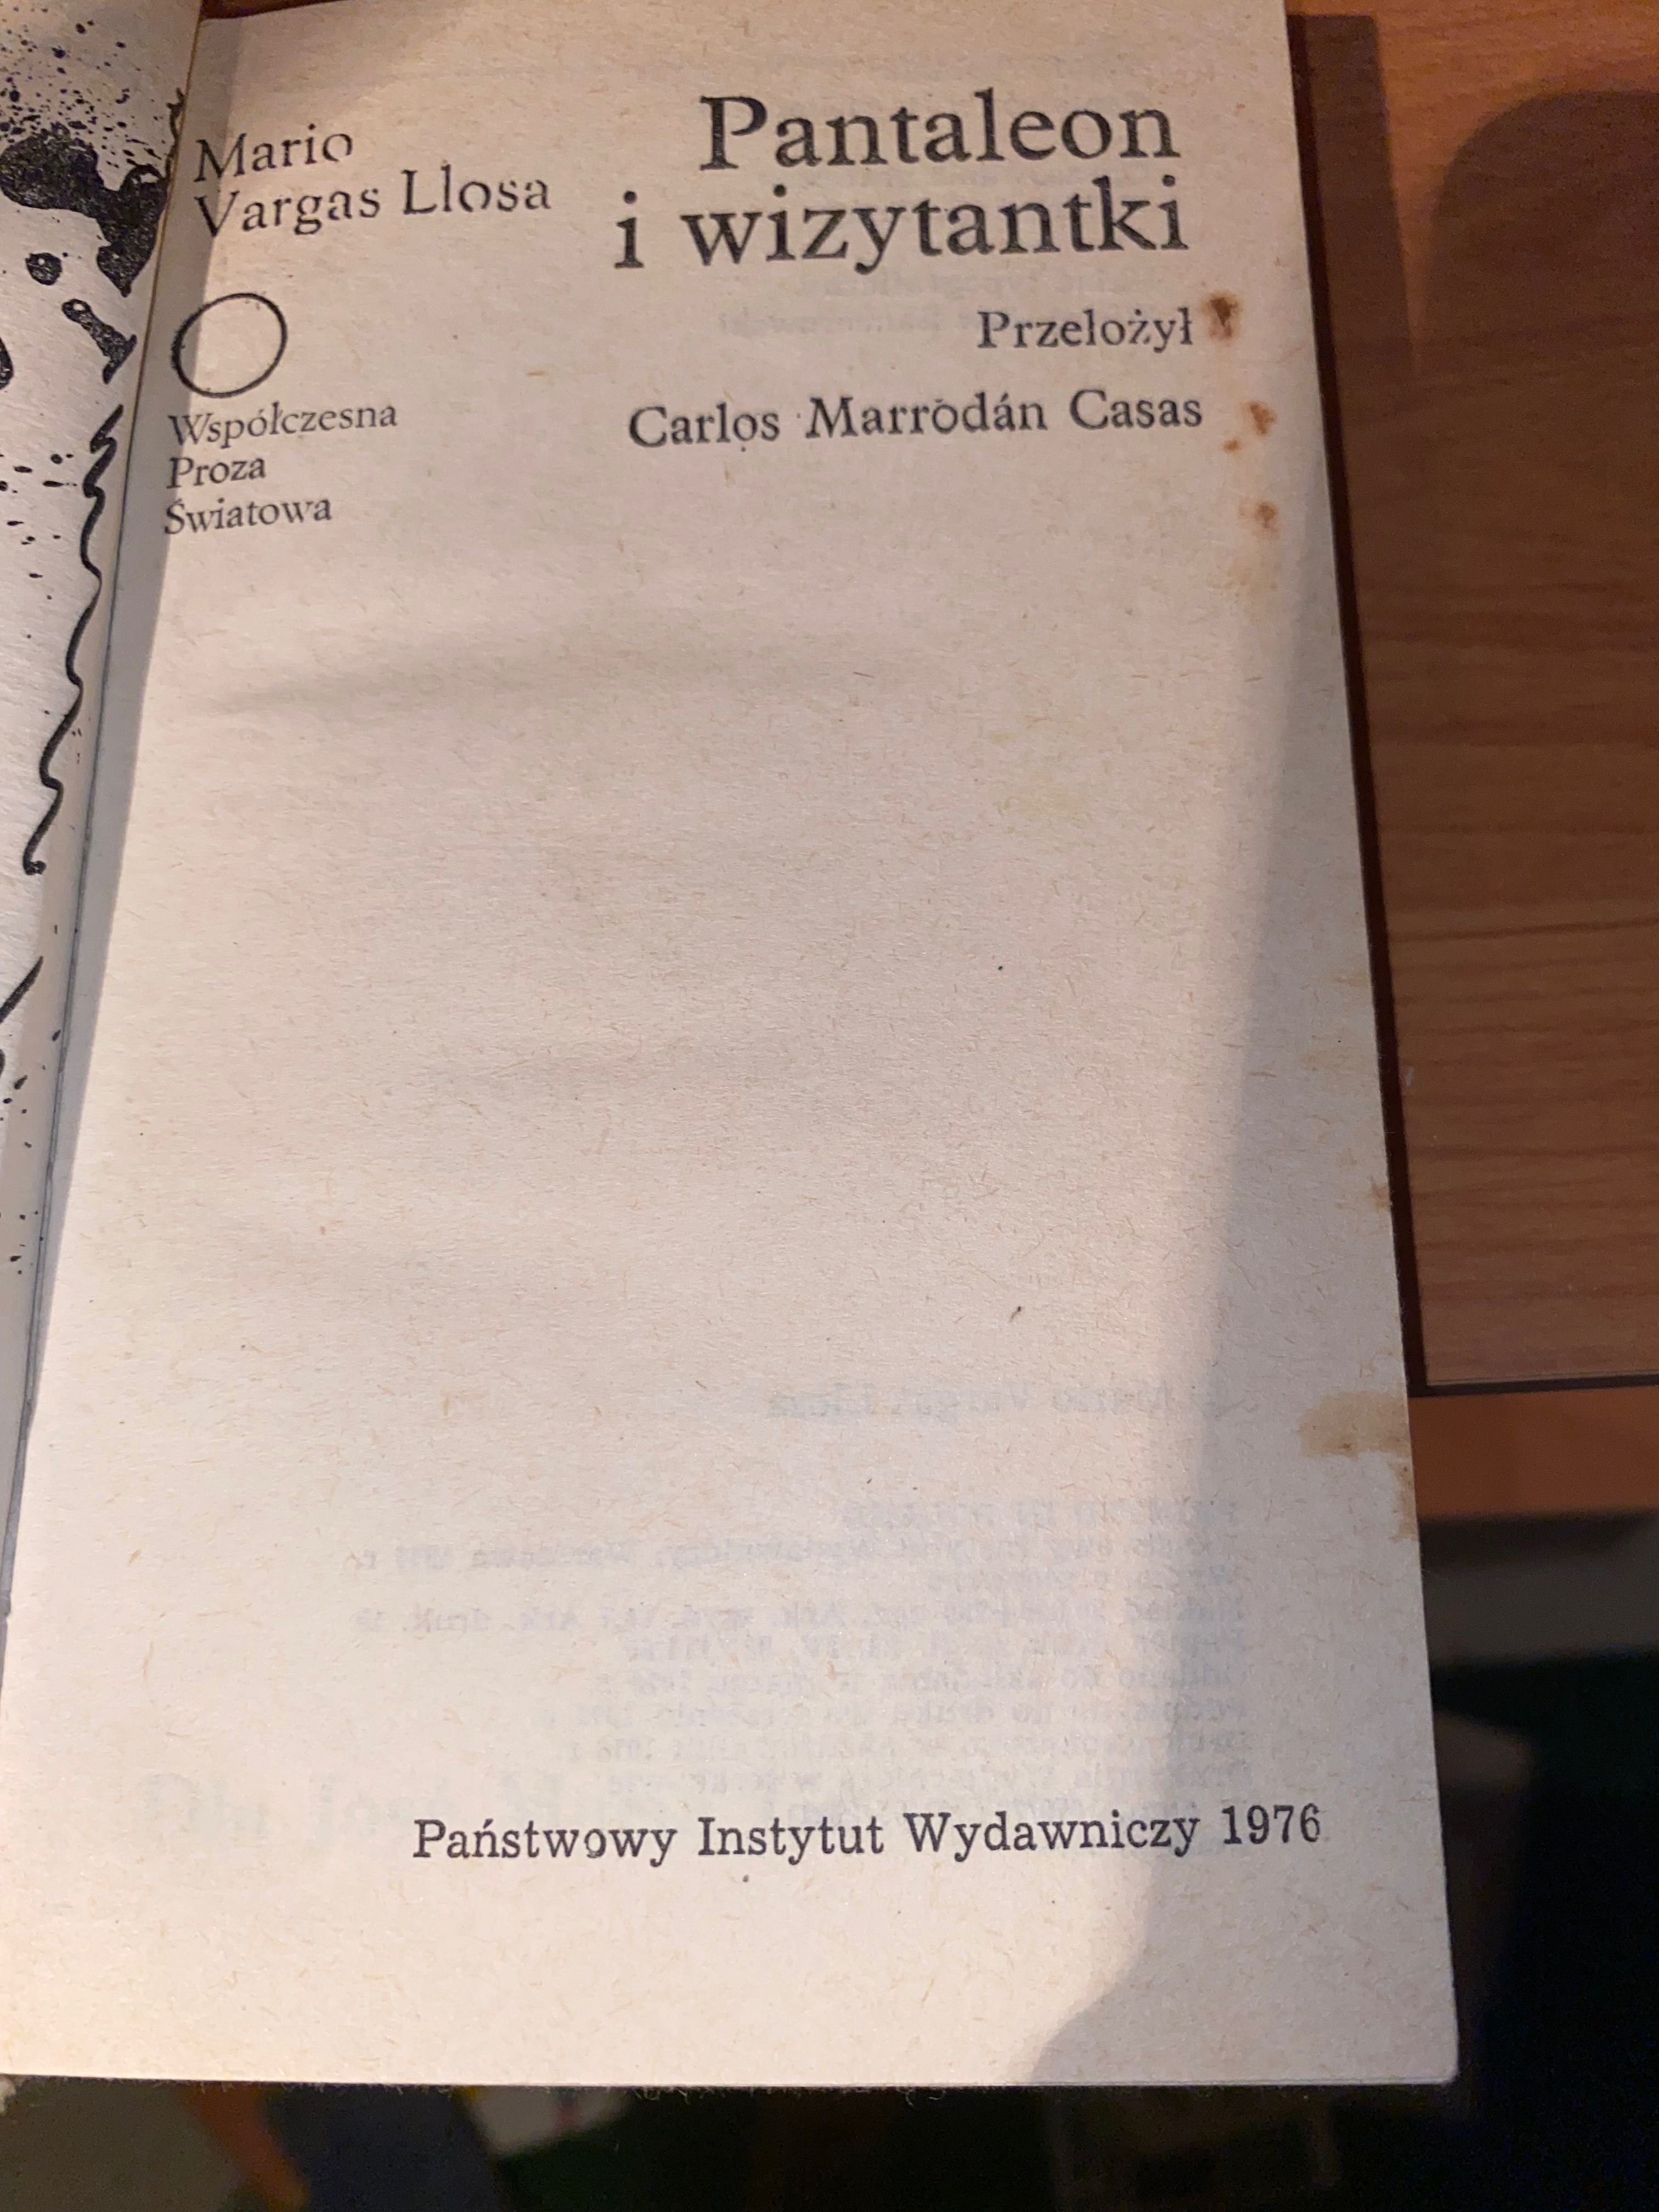 Mario
Vargas Llosa
Pantaleon
i wizytantki
Przełożył
Carlos Marrodán Casas
Współczesna
Proza
Światowa
Państwowy Instytut Wydawniczy 1976